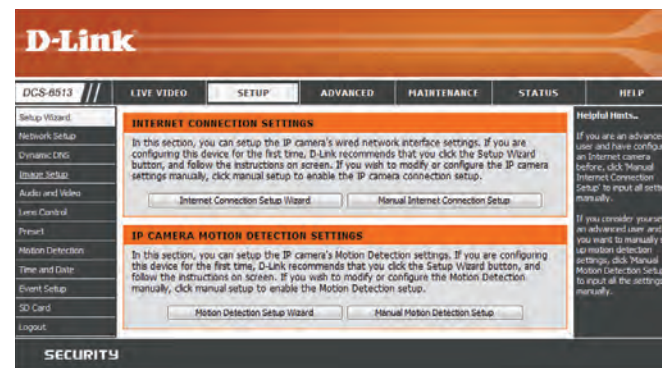 D-Link
DCS-6513 /// LIVE VIDEO SETUP ADVANCED MAINTENANCE STATUS HELP
Setup Wizard
Network Setup
Dynamic DNS
Image Setup
Audio and Video
Lens Control
Preset
Motion Detection
Time and Date
Event Setup
SD Card
Logout
INTERNET CONNECTION SETTINGS
In this section, you can setup the IP camera's wired network interface settings. If you are
configuring this device for the first time, D-Link recommends that you click the Setup Wizard
button, and follow the instructions on screen. If you wish to modify or configure the IP camera
settings manually, click manual setup to enable the IP camera connection setup.
Internet Connection Setup Wizard Manual Internet Connection Setup
IP CAMERA MOTION DETECTION SETTINGS
In this section, you can setup the IP camera's Motion Detection settings. If you are configuring
this device for the first time, D-Link recommends that you click the Setup Wizard button, and
follow the instructions on screen. If you wish to modify or configure the Motion Detection
manually, click manual setup to enable the Motion Detection setup.
Motion Detection Setup Wizard Manual Motion Detection Setup
Helpful Hints..
If you are an advance
user and have configu
an Internet camera
before, click 'Manual
Internet Connection
Setup' to input all sett
manually.
If you consider yourse
an advanced user and
you want to manually
up motion detection
settings, click 'Manual
Motion Detection Setu
to input all the settings
manually.
SECURITY